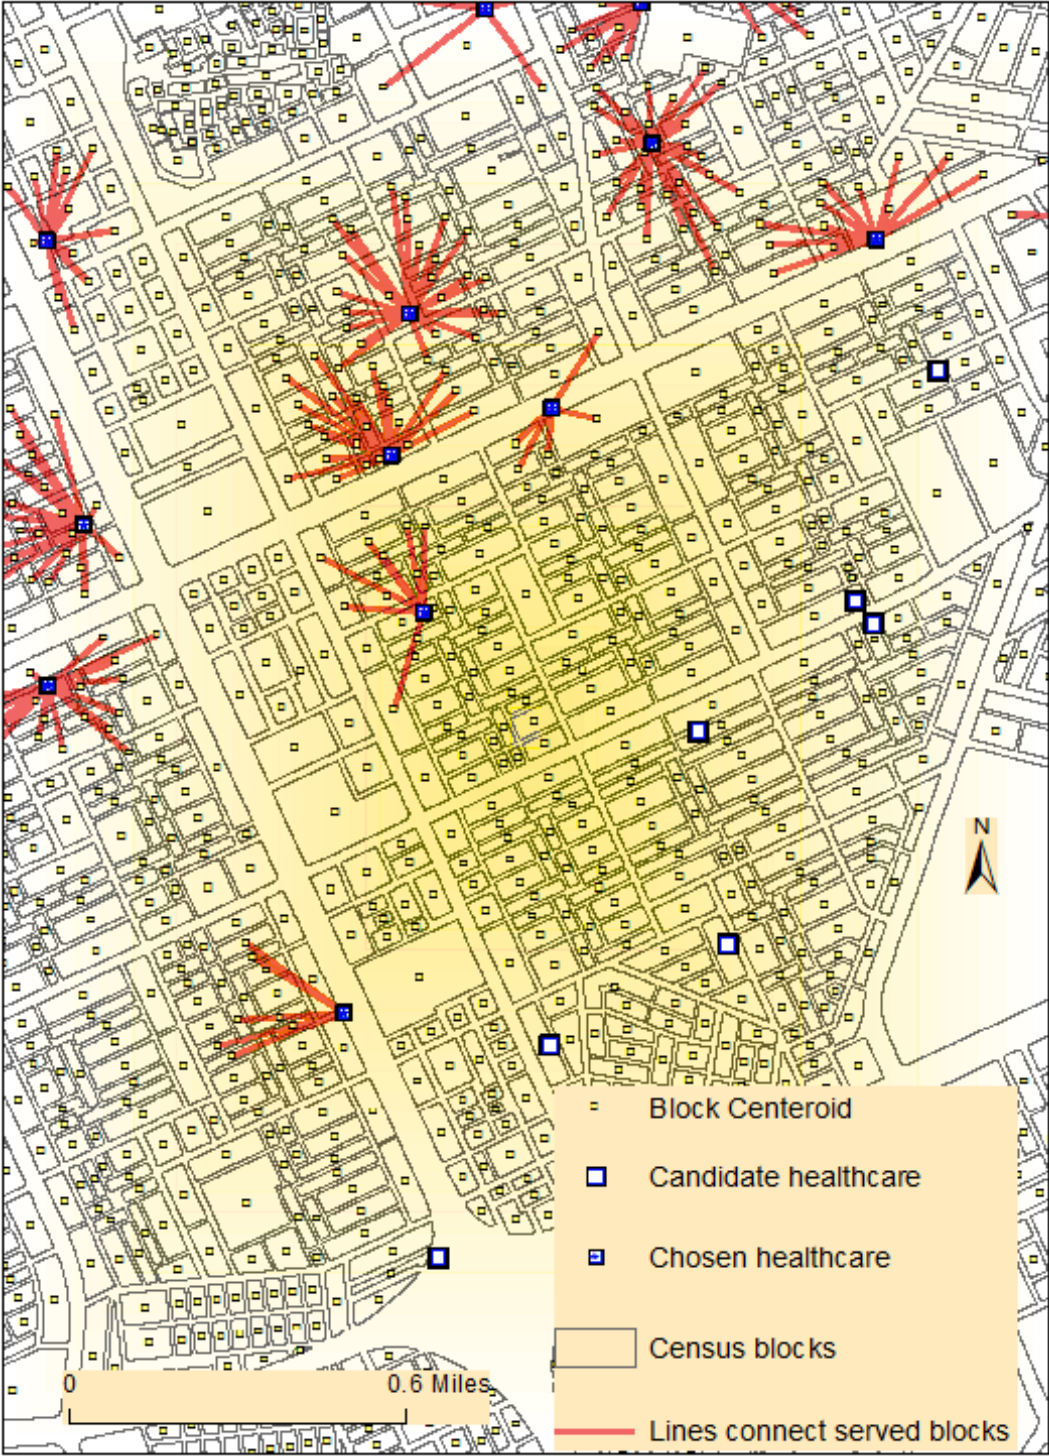 N
Block Centeroid
Candidate healthcare
Chosen healthcare
Census blocks
0 0.6 Miles
Lines connect served blocks